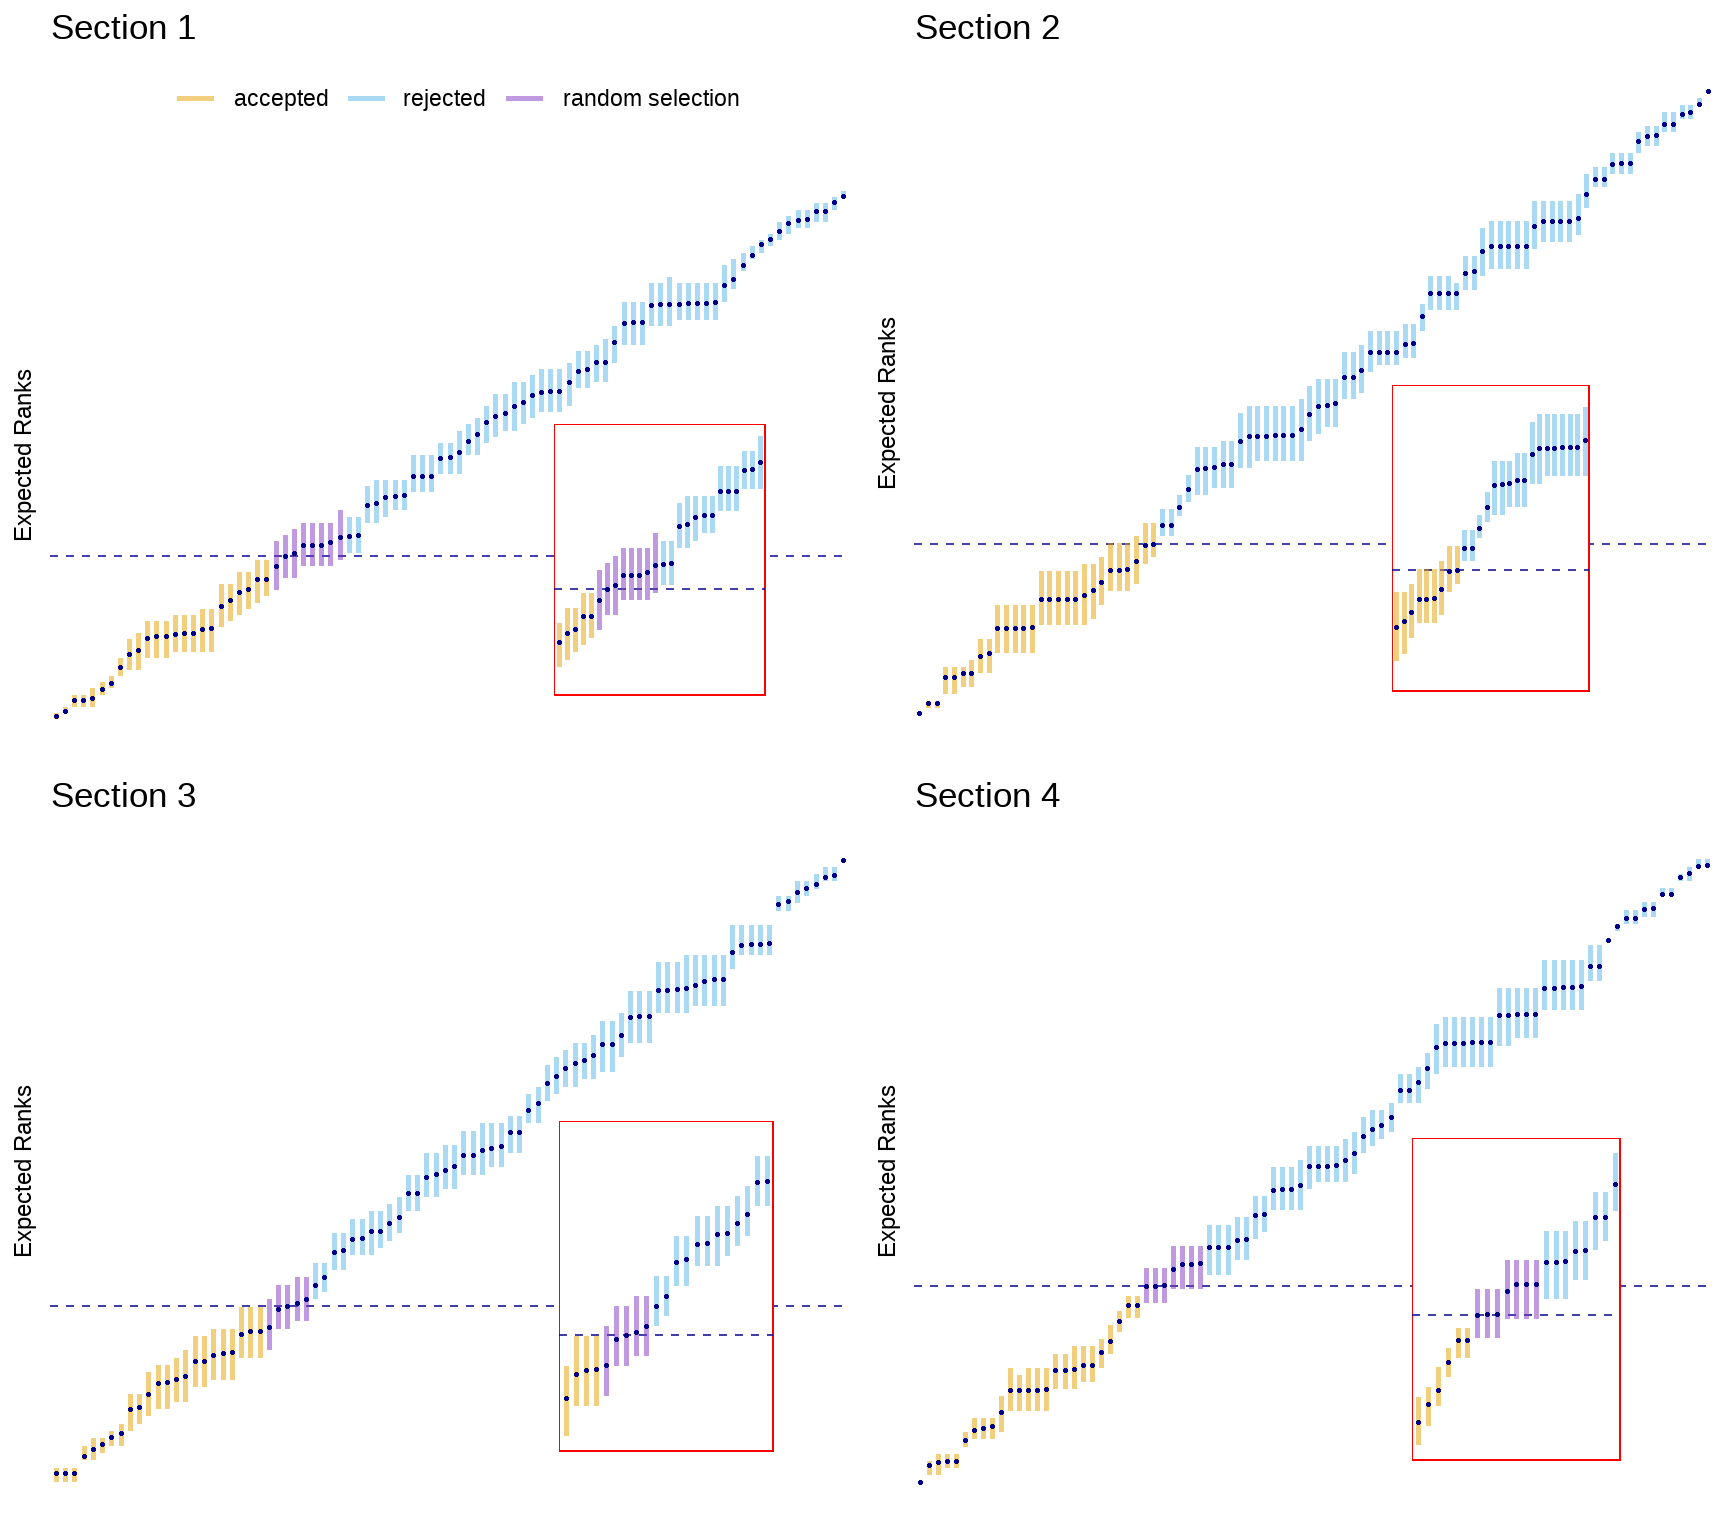 Section 1
accepted
rejected
random selection
Expected Ranks
Section 2
Expected Ranks
Section 3
Expected Ranks
Section 4
Expected Ranks